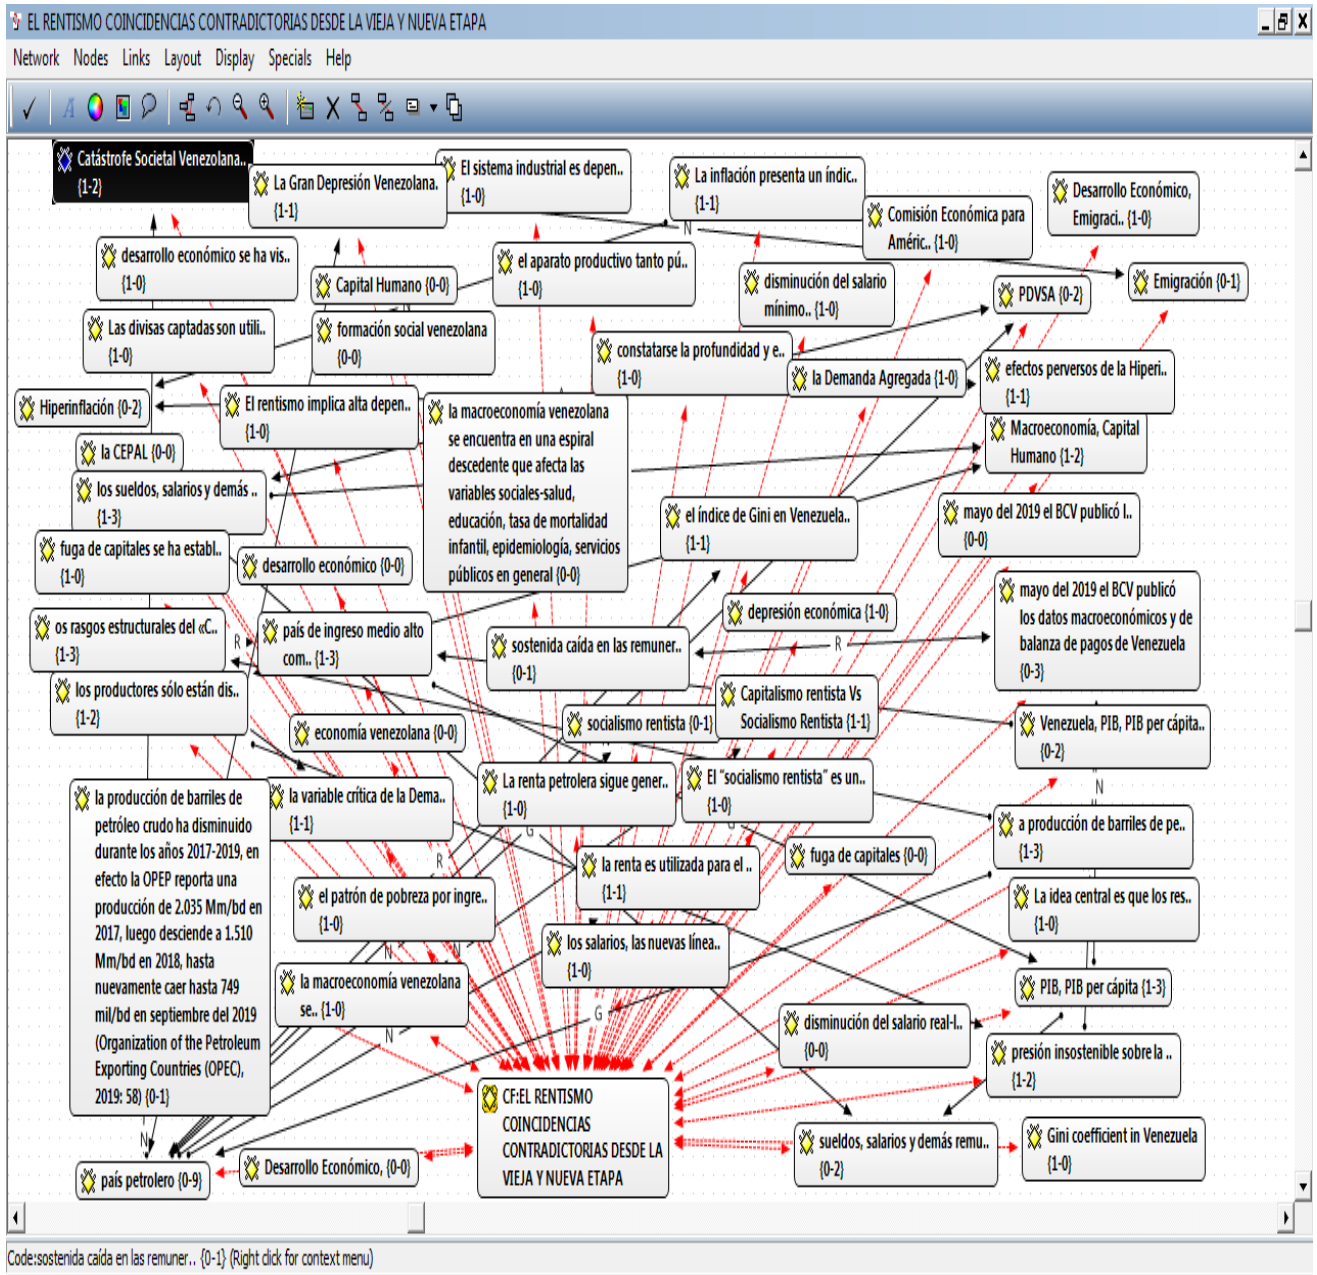 EL RENTISMO COINCIDENCIAS CONTRADICTORIAS DESDE LA VIEJA Y NUEVA ETAPA
Network Nodes Links Layout Display Specials Help
Catástrofe Societal Venezolana..
{1-2}
La Gran Depresión Venezolana.
{1-1}
El sistema industrial es depen..
{1-0}
La inflación presenta un índic..
{1-1}
Comisión Económica para
Améric.. {1-0}
Desarrollo Económico,
Emigraci.. {1-0}
N
desarrollo económico se ha vis..
{1-0}
Capital Humano {0-0}
el aparato productivo tanto pú..
{1-0}
disminución del salario
mínimo.. {1-0}
PDVSA {0-2}
Emigración {0-1}
Las divisas captadas son utili..
{1-0}
formación social venezolana
{0-0}
constatarse la profundidad y e..
{1-0}
la Demanda Agregada {1-0}
efectos perversos de la Hiperi..
{1-1}
Hiperinflación {0-2}
El rentismo implica alta depen..
{1-0}
la macroeconomía venezolana
se encuentra en una espiral
descedente que afecta las
variables sociales-salud,
educación, tasa de mortalidad
infantil, epidemiología, servicios
públicos en general {0-0}
Macroeconomía, Capital
Humano {1-2}
la CEPAL {0-0}
los sueldos, salarios y demás ..
{1-3}
el índice de Gini en Venezuela..
{1-1}
mayo del 2019 el BCV publicó l..
{0-0}
fuga de capitales se ha establ..
{1-0}
desarrollo económico {0-0}
mayo del 2019 el BCV publicó
los datos macroeconómicos y de
balanza de pagos de Venezuela
{0-3}
os rasgos estructurales del «C..
{1-3}
R
país de ingreso medio alto
com.. {1-3}
sostenida caída en las remuner..
{0-1}
depresión económica {1-0}
R
los productores sólo están dis..
{1-2}
economía venezolana {0-0}
socialismo rentista {0-1}
Capitalismo rentista Vs
Socialismo Rentista {1-1}
Venezuela, PIB, PIB per cápita..
{0-2}
la producción de barriles de
petróleo crudo ha disminuido
durante los años 2017-2019, en
efecto la OPEP reporta una
producción de 2.035 Mm/bd en
2017, luego desciende a 1.510
Mm/bd en 2018, hasta
nuevamente caer hasta 749
mil/bd en septiembre del 2019
(Organization of the Petroleum
Exporting Countries (OPEC),
2019: 58) {0-1}
la variable crítica de la Dema..
{1-1}
La renta petrolera sigue gener..
{1-0}
El "socialismo rentista" es un..
{1-0}
N
a producción de barriles de pe..
{1-3}
G
G
R
la renta es utilizada para el ..
{1-1}
fuga de capitales {0-0}
el patrón de pobreza por ingre..
{1-0}
La idea central es que los res..
{1-0}
los salarios, las nuevas línea..
{1-0}
N
N
la macroeconomía venezolana
se.. {1-0}
PIB, PIB per cápita {1-3}
G
N
disminución del salario real-l..
{0-0}
presión insostenible sobre la ..
{1-2}
CF:EL RENTISMO
COINCIDENCIAS
CONTRADICTORIAS DESDE LA
VIEJA Y NUEVA ETAPA
N
sueldos, salarios y demás remu..
{0-2}
Gini coefficient in Venezuela
{1-0}
país petrolero {0-9}
Desarrollo Económico, {0-0}
Code:sostenida caída en las remuner.. {0-1} (Right click for context menu)